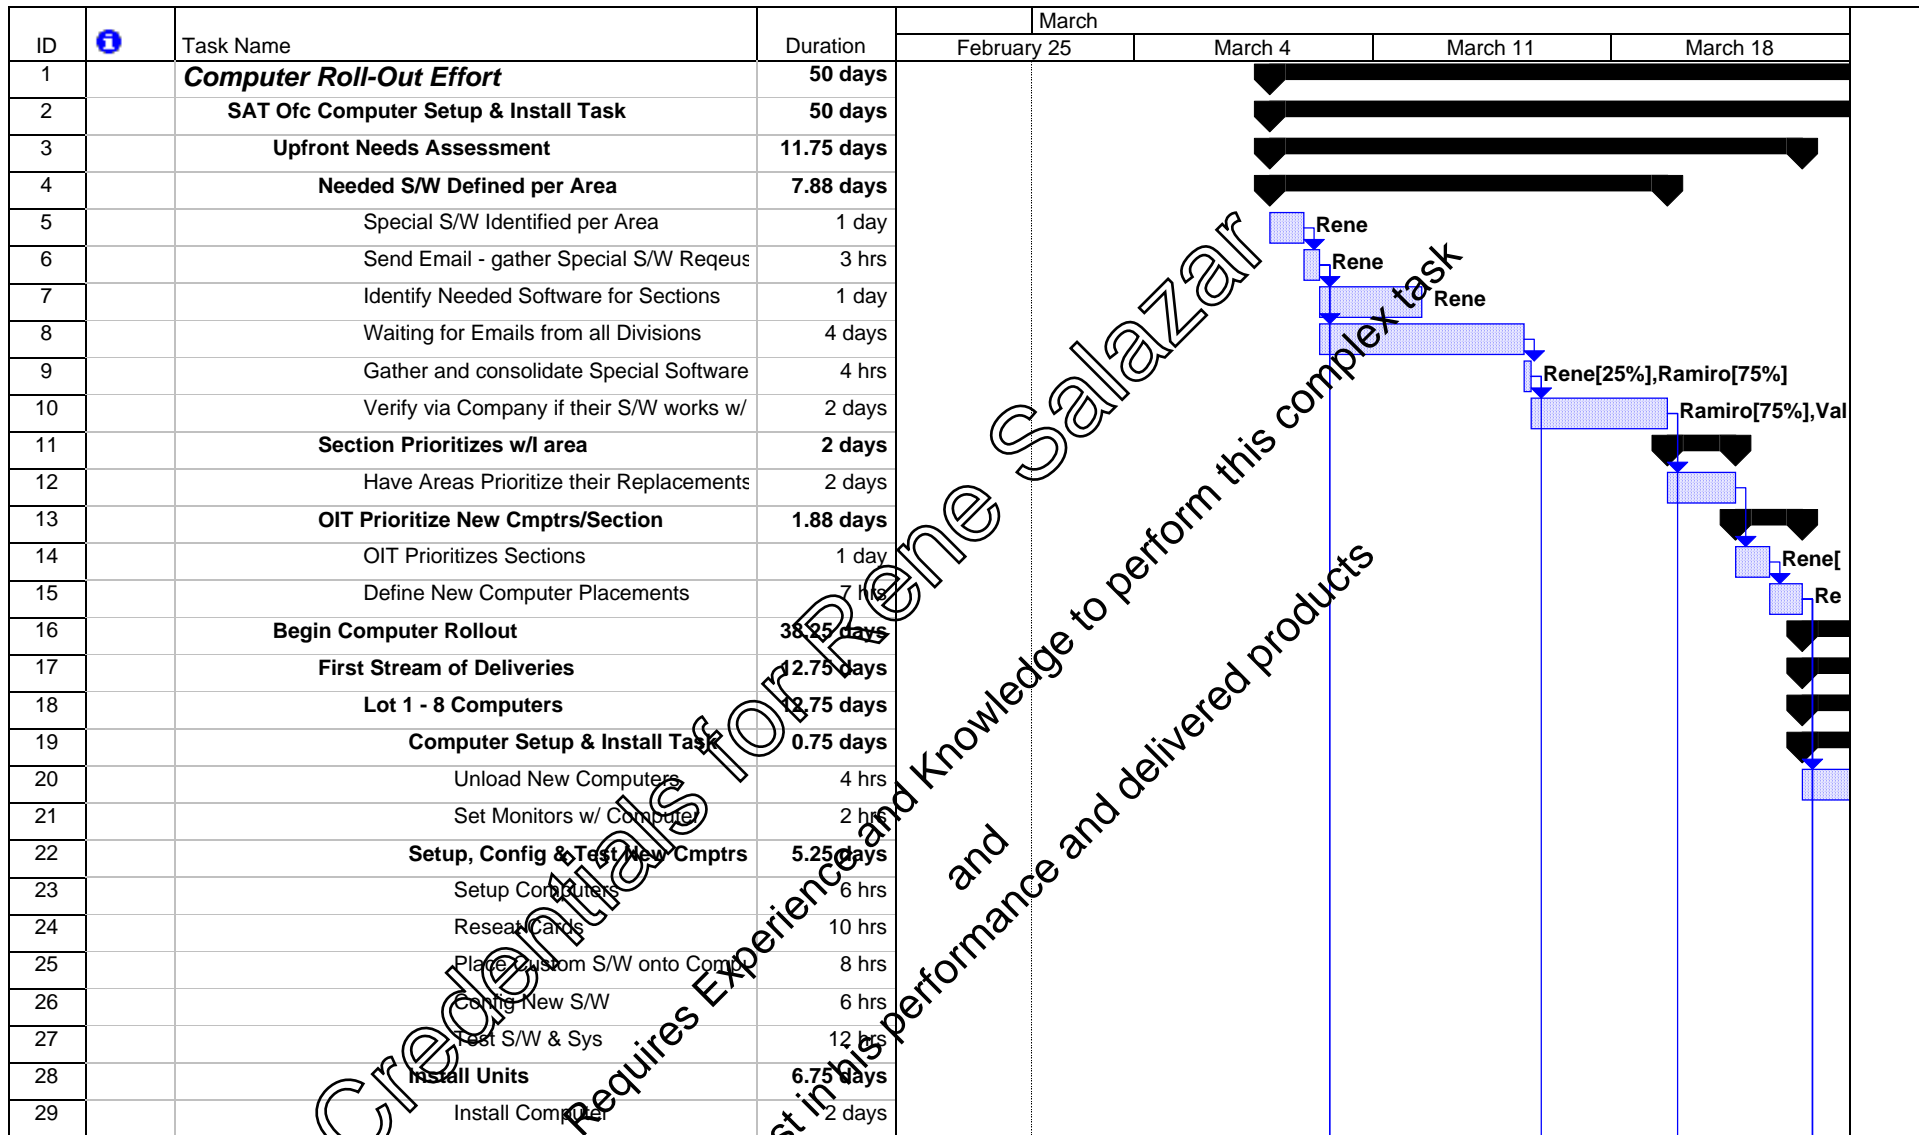 March
ID Task Name Duration February 25 March 4 March 11 March 18
1 Computer Roll-Out Effort 50 days
2 SAT Ofc Computer Setup & Install Task 50 days
3 Upfront Needs Assessment 11.75 days
4 Needed S/W Defined per Area 7.88 days
5 Special S/W Identified per Area 1 day Rene
6 Send Email - gather Special S/W Reqeus 3 hrs Rene
7 Identify Needed Software for Sections 1 day Rene
8 Waiting for Emails from all Divisions 4 days
9 Gather and consolidate Special Software 4 hrs Rene[25%],Ramiro[75%]
10 Verify via Company if their S/W works w/ 2 days Ramiro[75%],Val
11 Section Prioritizes w/I area 2 days
12 Have Areas Prioritize their Replacements 2 days
13 OIT Prioritize New Cmptrs/Section 1.88 days
14 OIT Prioritizes Sections 1 day Rene[
15 Define New Computer Placements 7 hrs Re
16 Begin Computer Rollout 38.25 days
17 First Stream of Deliveries 12.75 days
18 Lot 1 - 8 Computers 12.75 days
19 Computer Setup & Install Task 0.75 days
20 Unload New Computers 4 hrs
21 Set Monitors w/ Computer 2 hrs
22 Setup, Config & Test New Cmptrs 5.25 days
23 Setup Computers 6 hrs
24 Reseat Cards 10 hrs
25 Place Custom S/W onto Comp 8 hrs
26 Config New S/W 6 hrs
27 Test S/W & Sys 12 hrs
28 Install Units 6.75 days
29 Install Computer 2 days
Credentials for Rene Salazar
Requires Experience and Knowledge to perform this complex task
and
st in his performance and delivered products